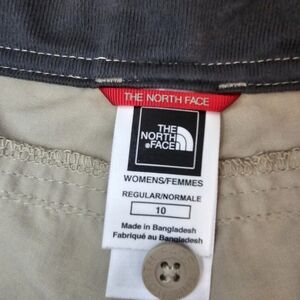 THE NORTH FACE
THE
NORTH
FACE
WOMENS/FEMMES
REGULAR/NORMALE
10
Made in Bangladesh
Fabriqué au Bangladesh